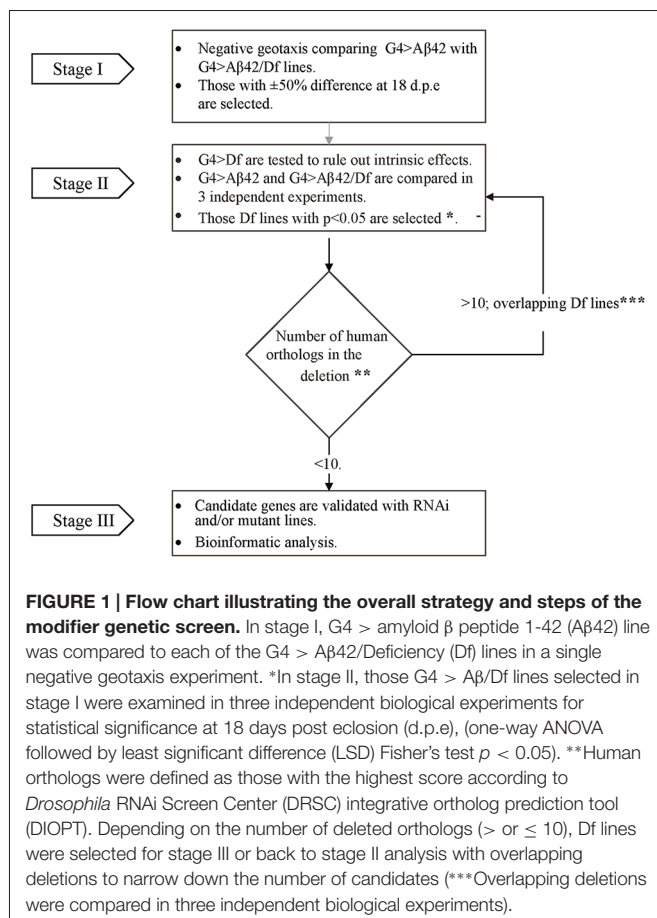 Stage I
• Negative geotaxis comparing G4>Aβ42 with
G4>Aβ42/Df lines.
• Those with ±50% difference at 18 d.p.e
are selected.
Stage II
• G4>Df are tested to rule out intrinsic effects.
• G4>Aβ42 and G4>Aβ42/Df are compared in
3 independent experiments.
• Those Df lines with p<0.05 are selected *. -
>10; overlapping Df lines***
Number of human
orthologs in the
deletion **
<10.
Stage III
• Candidate genes are validated with RNAi
and/or mutant lines.
• Bioinformatic analysis.
FIGURE 1 | Flow chart illustrating the overall strategy and steps of the
modifier genetic screen. In stage I, G4 > amyloid β peptide 1-42 (Aβ42) line
was compared to each of the G4 > Aβ42/Deficiency (Df) lines in a single
negative geotaxis experiment. *In stage II, those G4 > Aβ/Df lines selected in
stage I were examined in three independent biological experiments for
statistical significance at 18 days post eclosion (d.p.e), (one-way ANOVA
followed by least significant difference (LSD) Fisher's test p < 0.05). **Human
orthologs were defined as those with the highest score according to
Drosophila RNAi Screen Center (DRSC) integrative ortholog prediction tool
(DIOPT). Depending on the number of deleted orthologs (> or ≤ 10), Df lines
were selected for stage III or back to stage II analysis with overlapping
deletions to narrow down the number of candidates (***Overlapping deletions
were compared in three independent biological experiments).